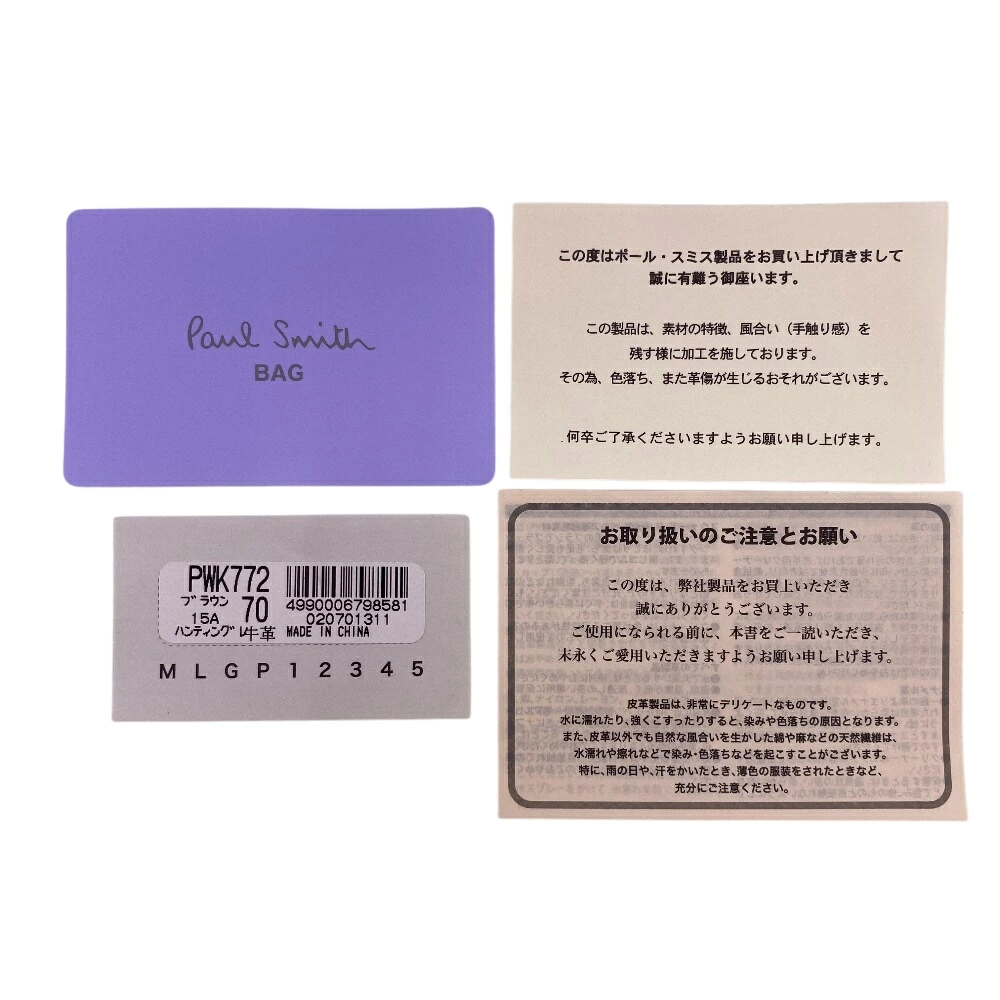 Paul Smith
BAG
この度はポール・スミス製品をお買い上げ頂きまして
誠に有難う御座います。
この製品は、素材の特徴、風合い（手触り感）を
残す様に加工を施しております。
その為、色落ち、また革傷が生じるおそれがございます。
何卒ご了承くださいますようお願い申し上げます。
PWK772
ブラウン 70
15A
ハンティングレ牛革
4990006798581
020701311
MADE IN CHINA
M L G P 1 2 3 4 5
お取り扱いのご注意とお願い
この度は、弊社製品をお買上いただき
誠にありがとうございます。
ご使用になられる前に、本書をご一読いただき、
末永くご愛用いただきますようお願い申し上げます。
皮革製品は、非常にデリケートなものです。
水に濡れたり、強くこすったりすると、染みや色落ちの原因となります。
また、皮革以外でも自然な風合いを生かした綿や麻などの天然繊維は、
水濡れや擦れなどで染み・色落ちなどを起こすことがございます。
特に、雨の日や、汗をかいたとき、薄色の服装をされたときなど、
充分にご注意ください。